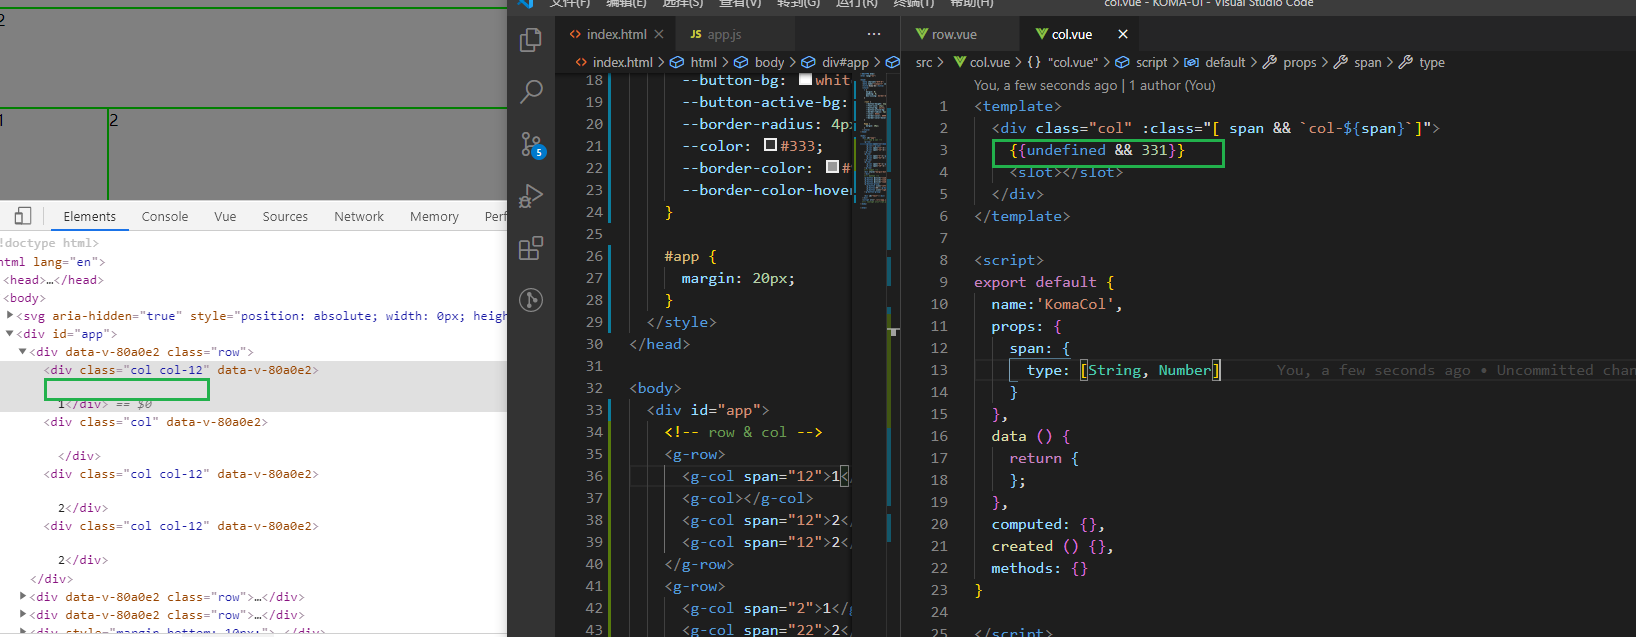 文件(F) 编辑(E) 选择(S) 查看(V) 转到(G) 运行(R) 终端(T) 帮助(H)
col.vue - KOMA-UI - Visual Studio Code
2
1
2
Elements Console Vue Sources Network Memory Perf
!doctype html>
html lang="en">
<head>…</head>
<body>
▶<svg aria-hidden="true" style="position: absolute; width: 0px; heigh
▼<div id="app">
▼<div data-v-80a0e2 class="row">
<div class="col col-12" data-v-80a0e2>
1</div> == $0
<div class="col" data-v-80a0e2>
</div>
<div class="col col-12" data-v-80a0e2>
2</div>
<div class="col col-12" data-v-80a0e2>
2</div>
</div>
▶<div data-v-80a0e2 class="row">…</div>
▶<div data-v-80a0e2 class="row">…</div>
▶<div style="margin-bottom: 10px;">…</div>
5
<> index.html × JS app.js ···
<> index.html > html > body > div#app >
18 --button-bg: whit
19 --button-active-bg:
20 --border-radius: 4px
21 --color: #333;
22 --border-color: #
23 --border-color-hover
24 }
25
26 #app {
27 margin: 20px;
28 }
29 </style>
30 </head>
31
32 <body>
33 <div id="app">
34 <!-- row & col -->
35 <g-row>
36 <g-col span="12">1<
37 <g-col></g-col>
38 <g-col span="12">2<
39 <g-col span="12">2<
40 </g-row>
41 <g-row>
42 <g-col span="2">1</g
43 <g-col span="22">2<
row.vue col.vue ×
src > col.vue > {} "col.vue" > script > default > props > span > type
You, a few seconds ago | 1 author (You)
1 <template>
2 <div class="col" :class="[ span && `col-${span}`]">
3 {{undefined && 331}}
4 <slot></slot>
5 </div>
6 </template>
7
8 <script>
9 export default {
10 name:'KomaCol',
11 props: {
12 span: {
13 type: [String, Number] You, a few seconds ago • Uncommitted chan
14 }
15 },
16 data () {
17 return {
18 };
19 },
20 computed: {},
21 created () {},
22 methods: {}
23 }
24
25 </script>